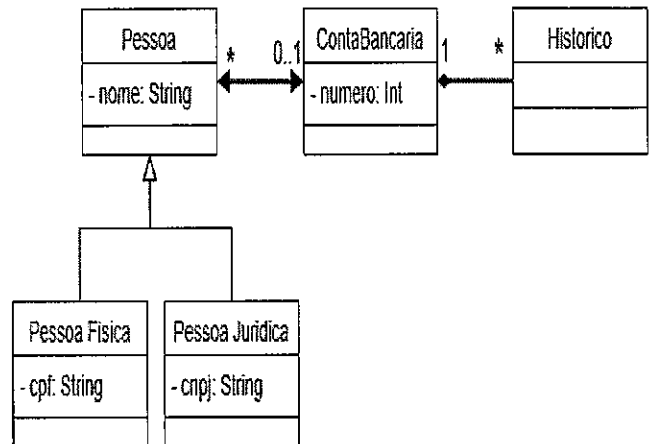 Pessoa
- nome: String
*
0..1
ContaBancaria
- numero: Int
1
*
Historico
Pessoa Fisica
- cpf: String
Pessoa Juridica
- cnpj: String